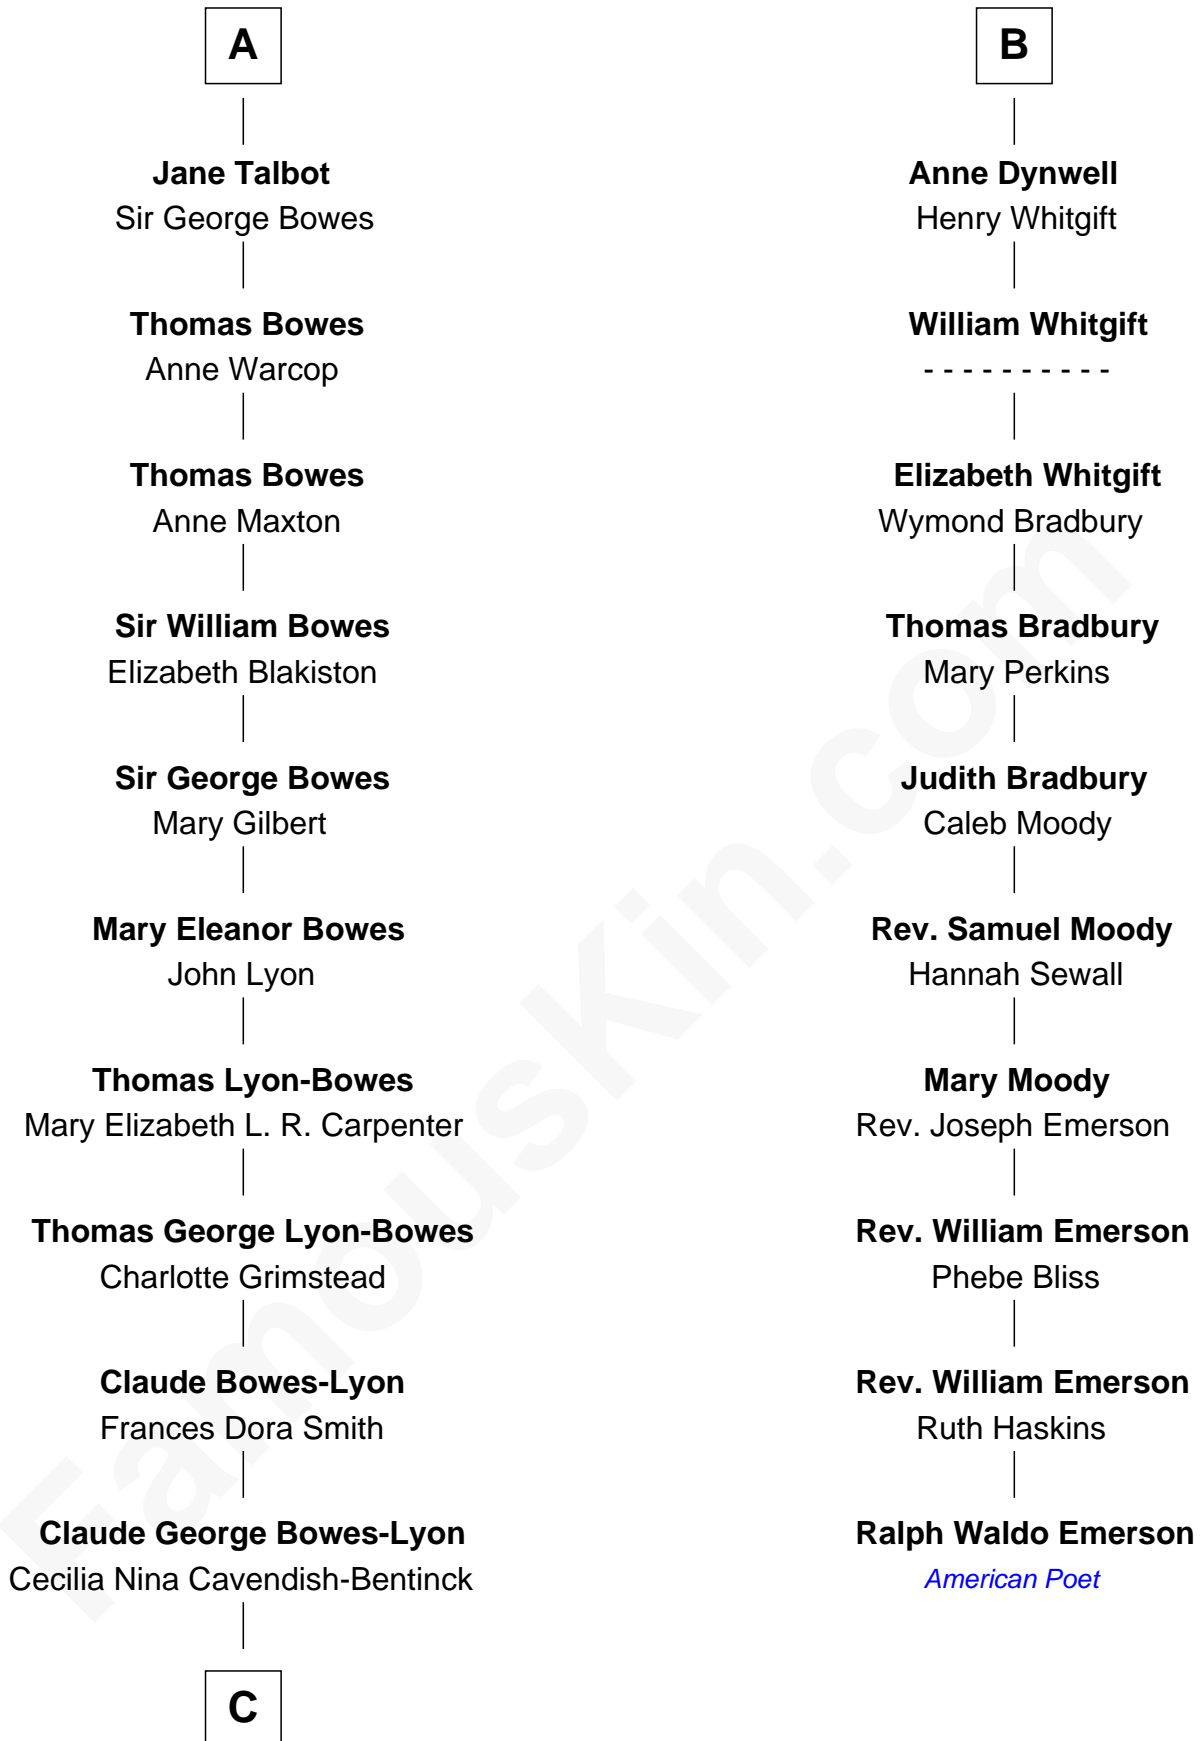 A
Jane Talbot
Sir George Bowes
Thomas Bowes
Anne Warcop
Thomas Bowes
Anne Maxton
Sir William Bowes
Elizabeth Blakiston
Sir George Bowes
Mary Gilbert
Mary Eleanor Bowes
John Lyon
Thomas Lyon-Bowes
Mary Elizabeth L. R. Carpenter
Thomas George Lyon-Bowes
Charlotte Grimstead
Claude Bowes-Lyon
Frances Dora Smith
Claude George Bowes-Lyon
Cecilia Nina Cavendish-Bentinck
C
B
Anne Dynwell
Henry Whitgift
William Whitgift
- - - - - - - - - -
Elizabeth Whitgift
Wymond Bradbury
Thomas Bradbury
Mary Perkins
Judith Bradbury
Caleb Moody
Rev. Samuel Moody
Hannah Sewall
Mary Moody
Rev. Joseph Emerson
Rev. William Emerson
Phebe Bliss
Rev. William Emerson
Ruth Haskins
Ralph Waldo Emerson
American Poet
FamousKin.com